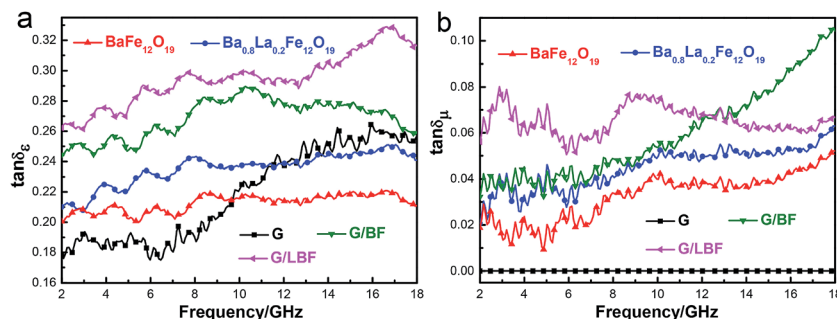 a
0.32
0.30
0.28
0.26
0.24
0.22
0.20
0.18
0.16
tanδε
BaFe₁₂O₁₉
Ba₀.₈La₀.₂Fe₁₂O₁₉
G
G/BF
G/LBF
2 4 6 8 10 12 14 16 18
Frequency/GHz
b
0.10
0.08
0.06
0.04
0.02
0.00
tanδμ
BaFe₁₂O₁₉
Ba₀.₈La₀.₂Fe₁₂O₁₉
G
G/BF
G/LBF
2 4 6 8 10 12 14 16 18
Frequency/GHz